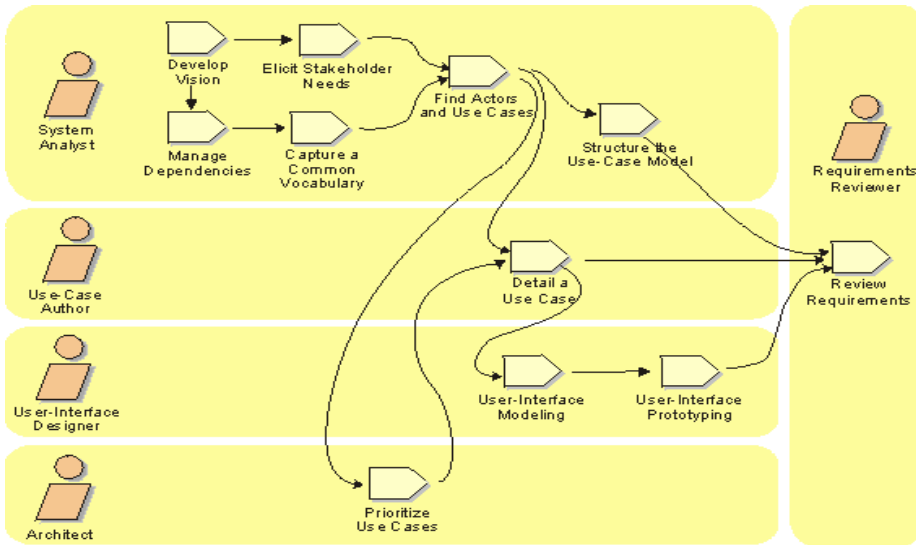 Develop
Vision
Elicit Stakeholder
Needs
Find Actors
and Use Cases
System
Analyst
Manage
Dependencies
Capture a
Common
Vocabulary
Structure the
Use-Case Model
Requirements
Reviewer
Use-Case
Author
Detail a
Use Case
Review
Requirements
User-Interface
Designer
User-Interface
Modeling
User-Interface
Prototyping
Architect
Prioritize
Use Cases